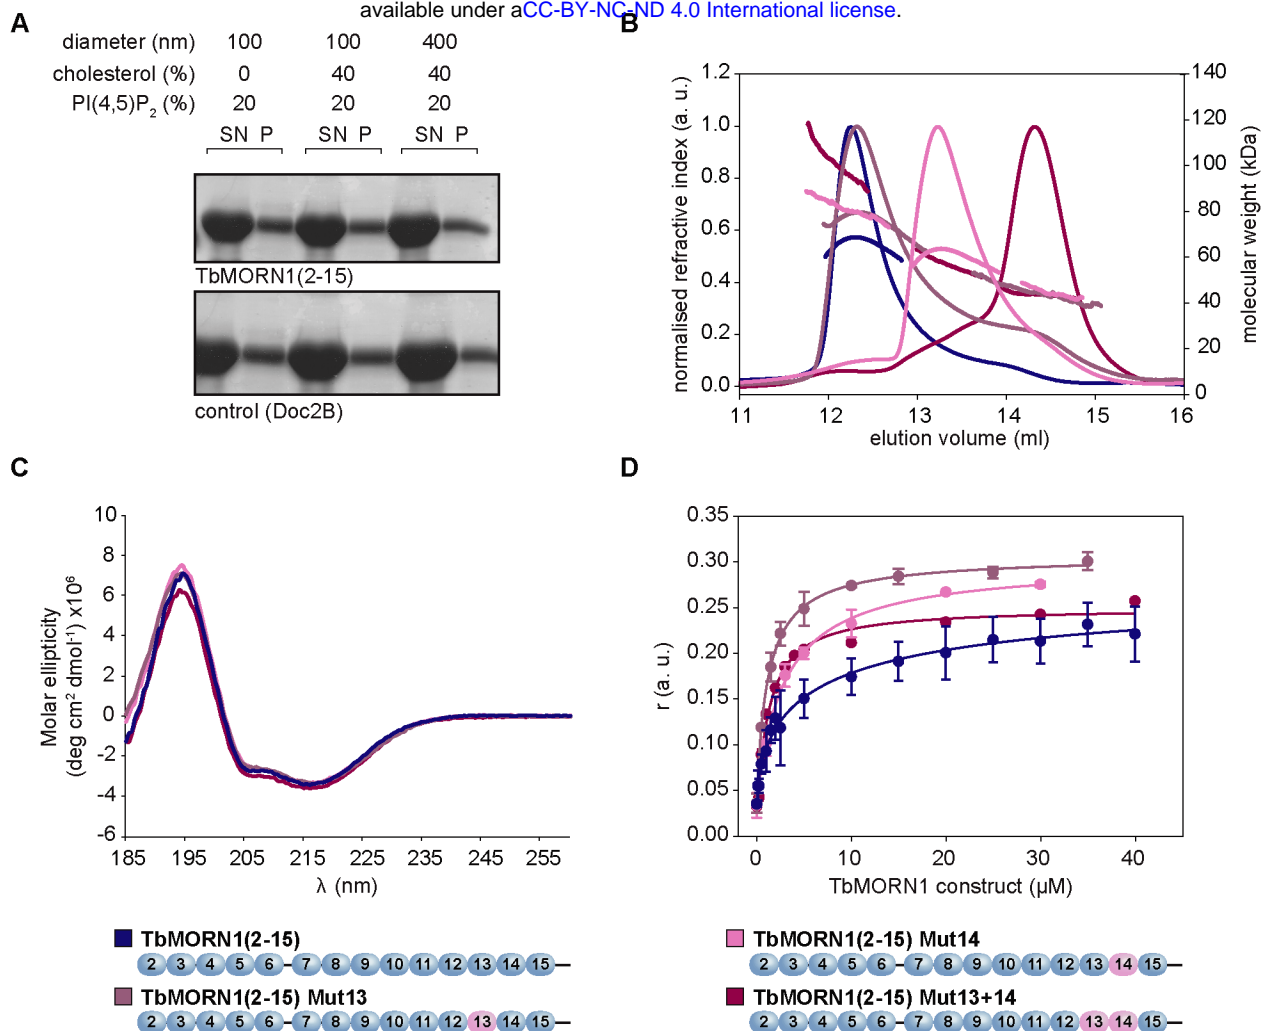 available under aCC-BY-NC-ND 4.0 International license.
A
diameter (nm) 100 100 400
cholesterol (%) 0 40 40
PI(4,5)P2 (%) 20 20 20
SN P SN P SN P
TbMORN1(2-15)
control (Doc2B)
B
normalised refractive index (a. u.)
1.2
1.0
0.8
0.6
0.4
0.2
0.0
140
120
100
80
60
40
20
0
molecular weight (kDa)
11 12 13 14 15 16
elution volume (ml)
C
Molar ellipticity
(deg cm² dmol⁻¹) x10⁶
10
8
6
4
2
0
-2
-4
-6
185 195 205 215 225 235 245 255
λ (nm)
D
r (a. u.)
0.35
0.30
0.25
0.20
0.15
0.10
0.05
0.00
0 10 20 30 40
TbMORN1 construct (µM)
TbMORN1(2-15)
2 3 4 5 6 7 8 9 10 11 12 13 14 15
TbMORN1(2-15) Mut13
2 3 4 5 6 7 8 9 10 11 12 13 14 15
TbMORN1(2-15) Mut14
2 3 4 5 6 7 8 9 10 11 12 13 14 15
TbMORN1(2-15) Mut13+14
2 3 4 5 6 7 8 9 10 11 12 13 14 15